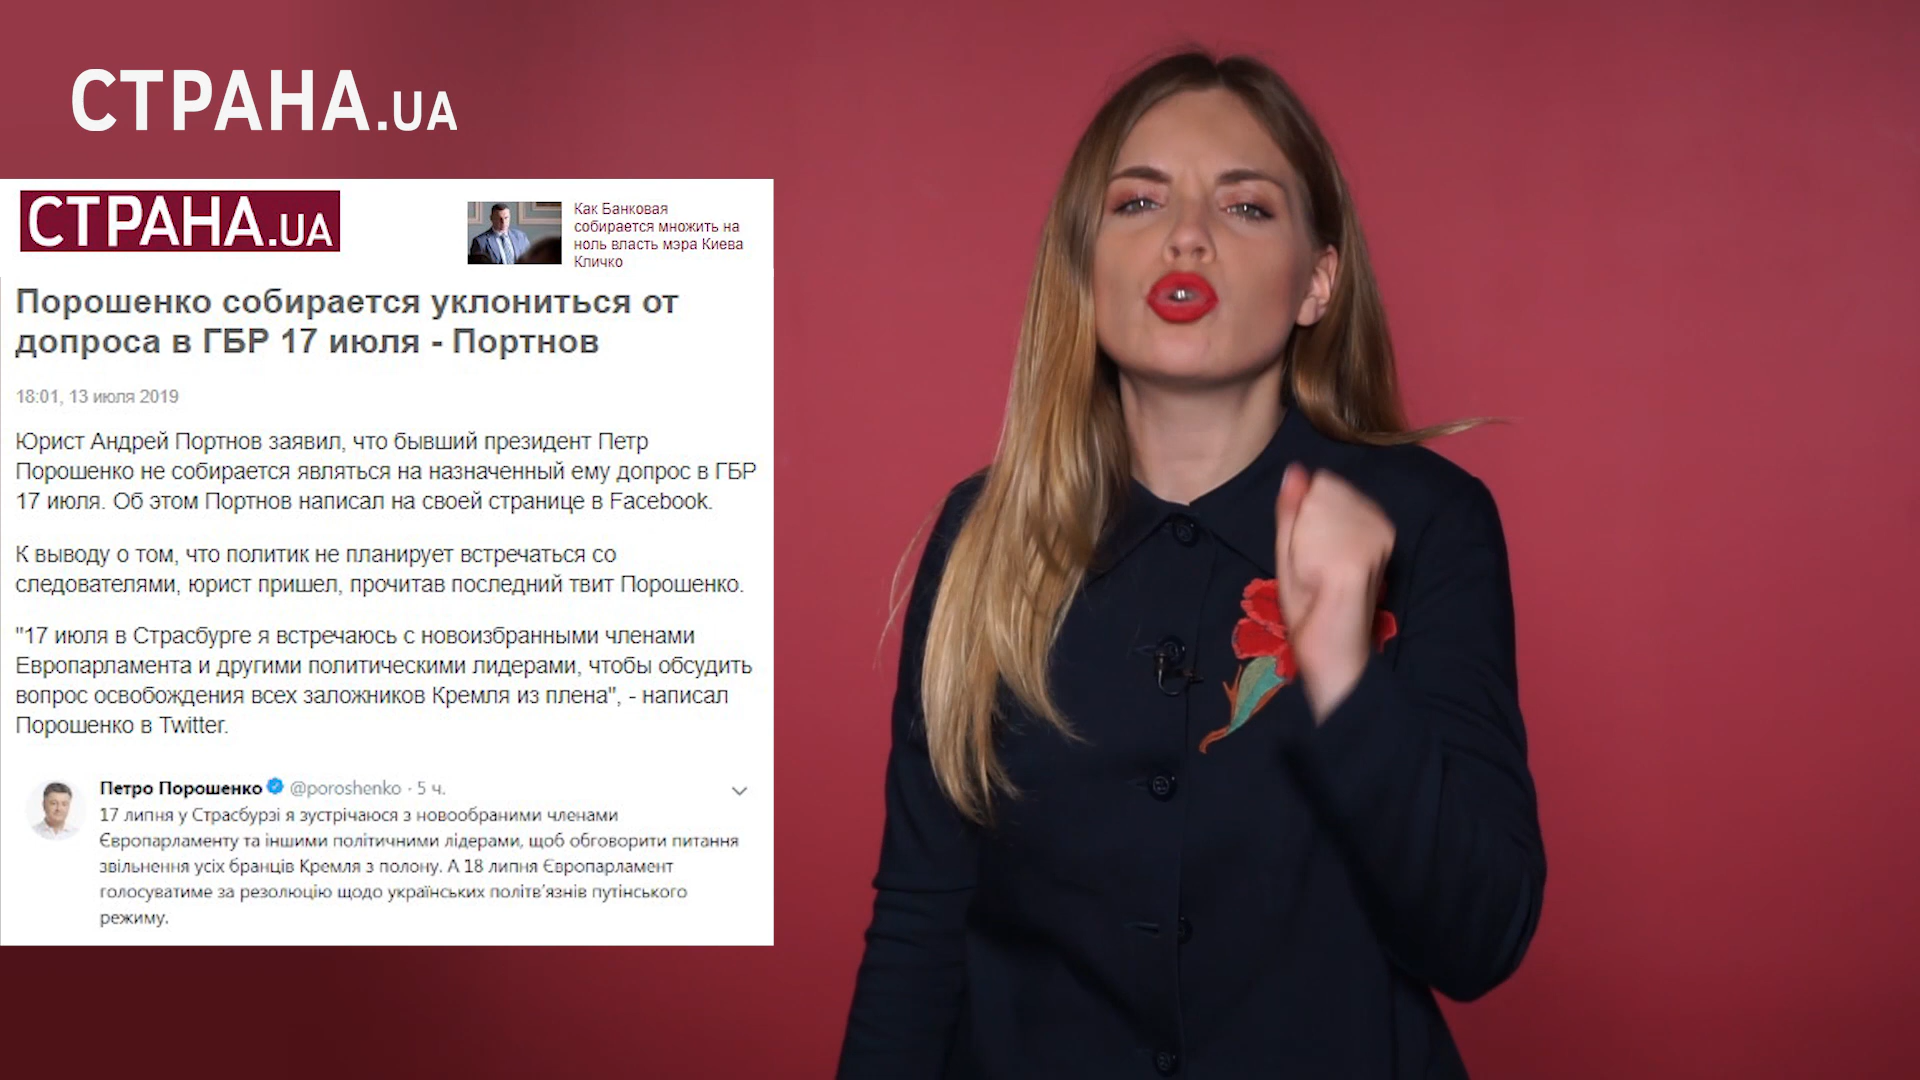 СТРАНА.UA
СТРАНА.UA
Как Банковая
собирается множить на
ноль власть мэра Киева
Кличко
Порошенко собирается уклониться от
допроса в ГБР 17 июля - Портнов
18:01, 13 июля 2019
Юрист Андрей Портнов заявил, что бывший президент Петр
Порошенко не собирается являться на назначенный ему допрос в ГБР
17 июля. Об этом Портнов написал на своей странице в Facebook.
К выводу о том, что политик не планирует встречаться со
следователями, юрист пришел, прочитав последний твит Порошенко.
"17 июля в Страсбурге я встречаюсь с новоизбранными членами
Европарламента и другими политическими лидерами, чтобы обсудить
вопрос освобождения всех заложников Кремля из плена", - написал
Порошенко в Twitter.
Петро Порошенко @poroshenko · 5 ч.
17 липня у Страсбурзі я зустрічаюся з новообраними членами
Європарламенту та іншими політичними лідерами, щоб обговорити питання
звільнення усіх бранців Кремля з полону. А 18 липня Європарламент
голосуватиме за резолюцію щодо українських політв'язнів путінського
режиму.